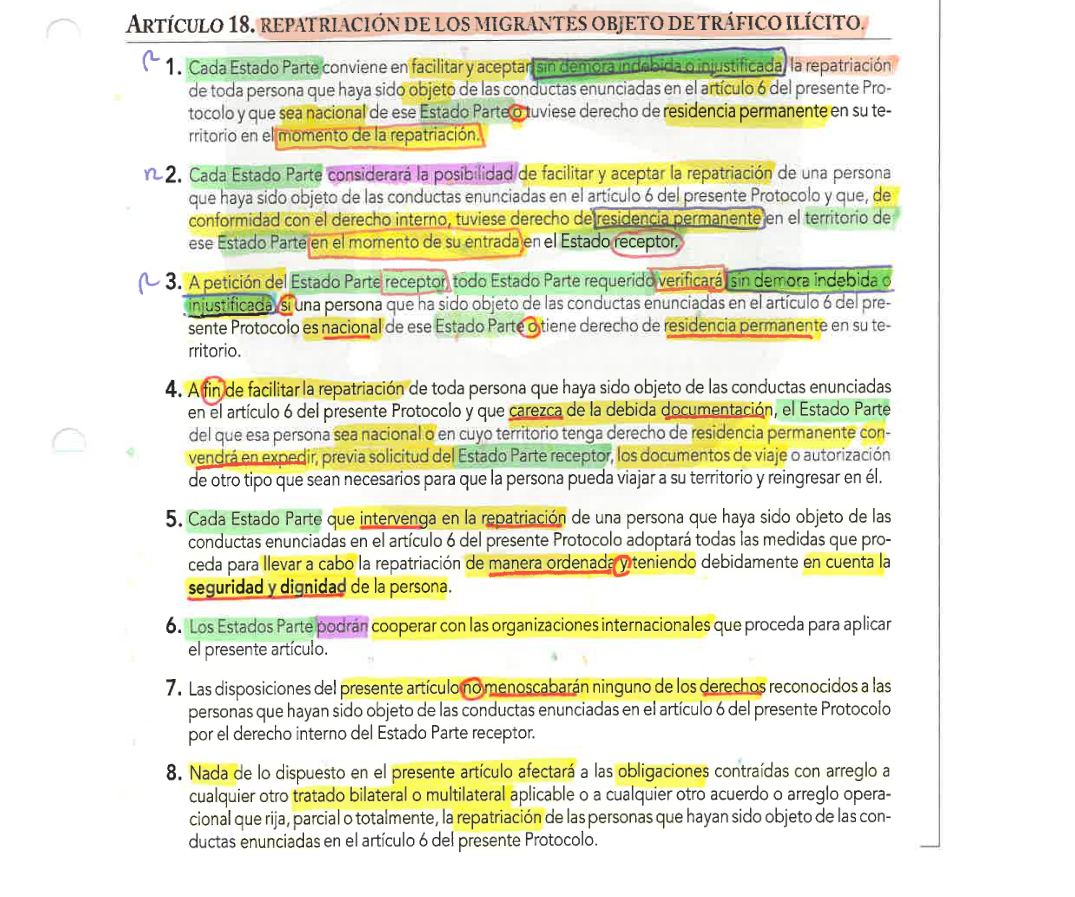 ARTÍCULO 18. REPATRIACIÓN DE LOS MIGRANTES OBJETO DE TRÁFICO ILÍCITO.
1. Cada Estado Parte conviene en facilitar y aceptar, sin demora indebida o injustificada, la repatriación
de toda persona que haya sido objeto de las conductas enunciadas en el artículo 6 del presente Pro-
tocolo y que sea nacional de ese Estado Parte o tuviese derecho de residencia permanente en su te-
rritorio en el momento de la repatriación.
2. Cada Estado Parte considerará la posibilidad de facilitar y aceptar la repatriación de una persona
que haya sido objeto de las conductas enunciadas en el artículo 6 del presente Protocolo y que, de
conformidad con el derecho interno, tuviese derecho de residencia permanente en el territorio de
ese Estado Parte en el momento de su entrada en el Estado receptor.
3. A petición del Estado Parte receptor, todo Estado Parte requerido verificará, sin demora indebida o
injustificada, si una persona que ha sido objeto de las conductas enunciadas en el artículo 6 del pre-
sente Protocolo es nacional de ese Estado Parte o tiene derecho de residencia permanente en su te-
rritorio.
4. A fin de facilitar la repatriación de toda persona que haya sido objeto de las conductas enunciadas
en el artículo 6 del presente Protocolo y que carezca de la debida documentación, el Estado Parte
del que esa persona sea nacional o en cuyo territorio tenga derecho de residencia permanente con-
vendrá en expedir, previa solicitud del Estado Parte receptor, los documentos de viaje o autorización
de otro tipo que sean necesarios para que la persona pueda viajar a su territorio y reingresar en él.
5. Cada Estado Parte que intervenga en la repatriación de una persona que haya sido objeto de las
conductas enunciadas en el artículo 6 del presente Protocolo adoptará todas las medidas que pro-
ceda para llevar a cabo la repatriación de manera ordenada y teniendo debidamente en cuenta la
seguridad y dignidad de la persona.
6. Los Estados Parte podrán cooperar con las organizaciones internacionales que proceda para aplicar
el presente artículo.
7. Las disposiciones del presente artículo no menoscabarán ninguno de los derechos reconocidos a las
personas que hayan sido objeto de las conductas enunciadas en el artículo 6 del presente Protocolo
por el derecho interno del Estado Parte receptor.
8. Nada de lo dispuesto en el presente artículo afectará a las obligaciones contraídas con arreglo a
cualquier otro tratado bilateral o multilateral aplicable o a cualquier otro acuerdo o arreglo opera-
cional que rija, parcial o totalmente, la repatriación de las personas que hayan sido objeto de las con-
ductas enunciadas en el artículo 6 del presente Protocolo.